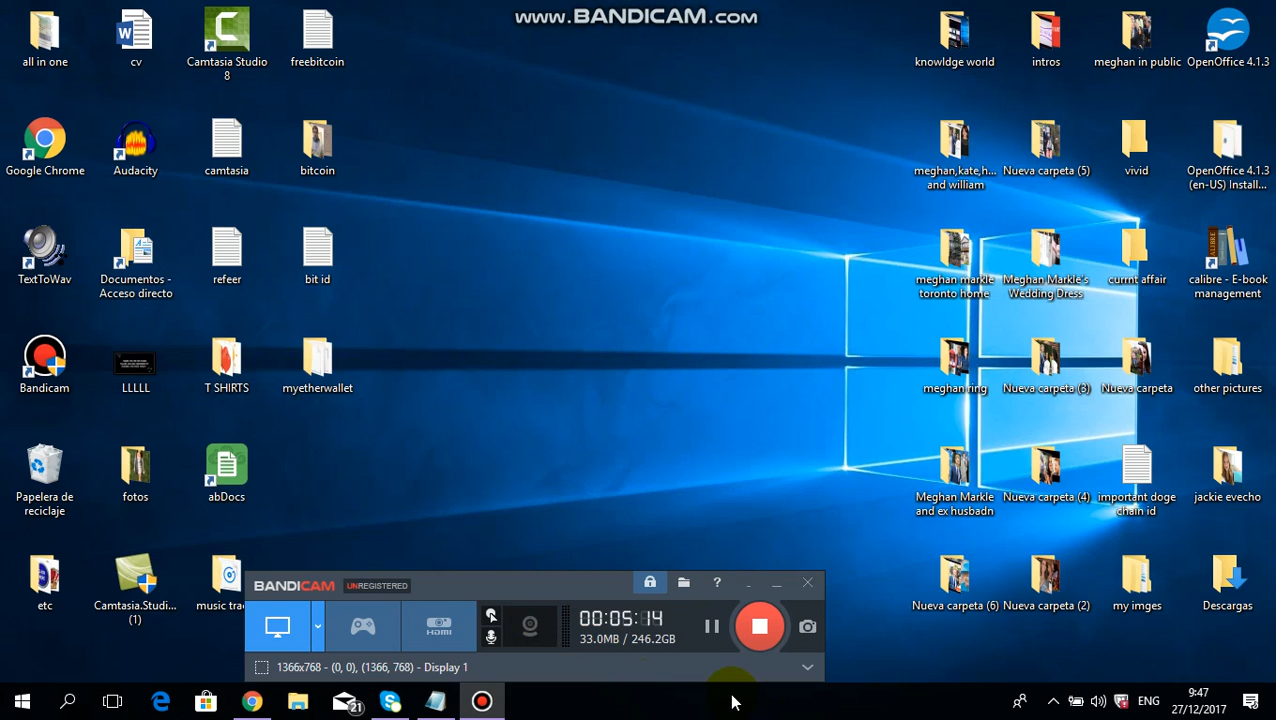 www.BANDICAM.com
all in one
cv
Camtasia Studio
8
freebitcoin
knowldge world
intros
meghan in public
OpenOffice 4.1.3
Google Chrome
Audacity
camtasia
bitcoin
meghan,kate,h...
and william
Nueva carpeta (5)
vivid
OpenOffice 4.1.3
(en-US) Install...
TextToWav
Documentos -
Acceso directo
refeer
bit id
meghan markle
toronto home
Meghan Markle's
Wedding Dress
currnt affair
CALIBRE
calibre - E-book
management
Bandicam
LLLLL
T SHIRTS
myetherwallet
meghan ring
Nueva carpeta (3)
Nueva carpeta
other pictures
Papelera de
reciclaje
fotos
abDocs
Meghan Markle
and ex husbadn
Nueva carpeta (4)
important doge
chain id
jackie evecho
etc
Camtasia.Studi...
(1)
music tra
Nueva carpeta (6)
Nueva carpeta (2)
my imges
Descargas
BANDICAM UNREGISTERED
?
HDMI
00:05:14
33.0MB / 246.2GB
1366x768 - (0, 0), (1366, 768) - Display 1
21
ENG
9:47
27/12/2017